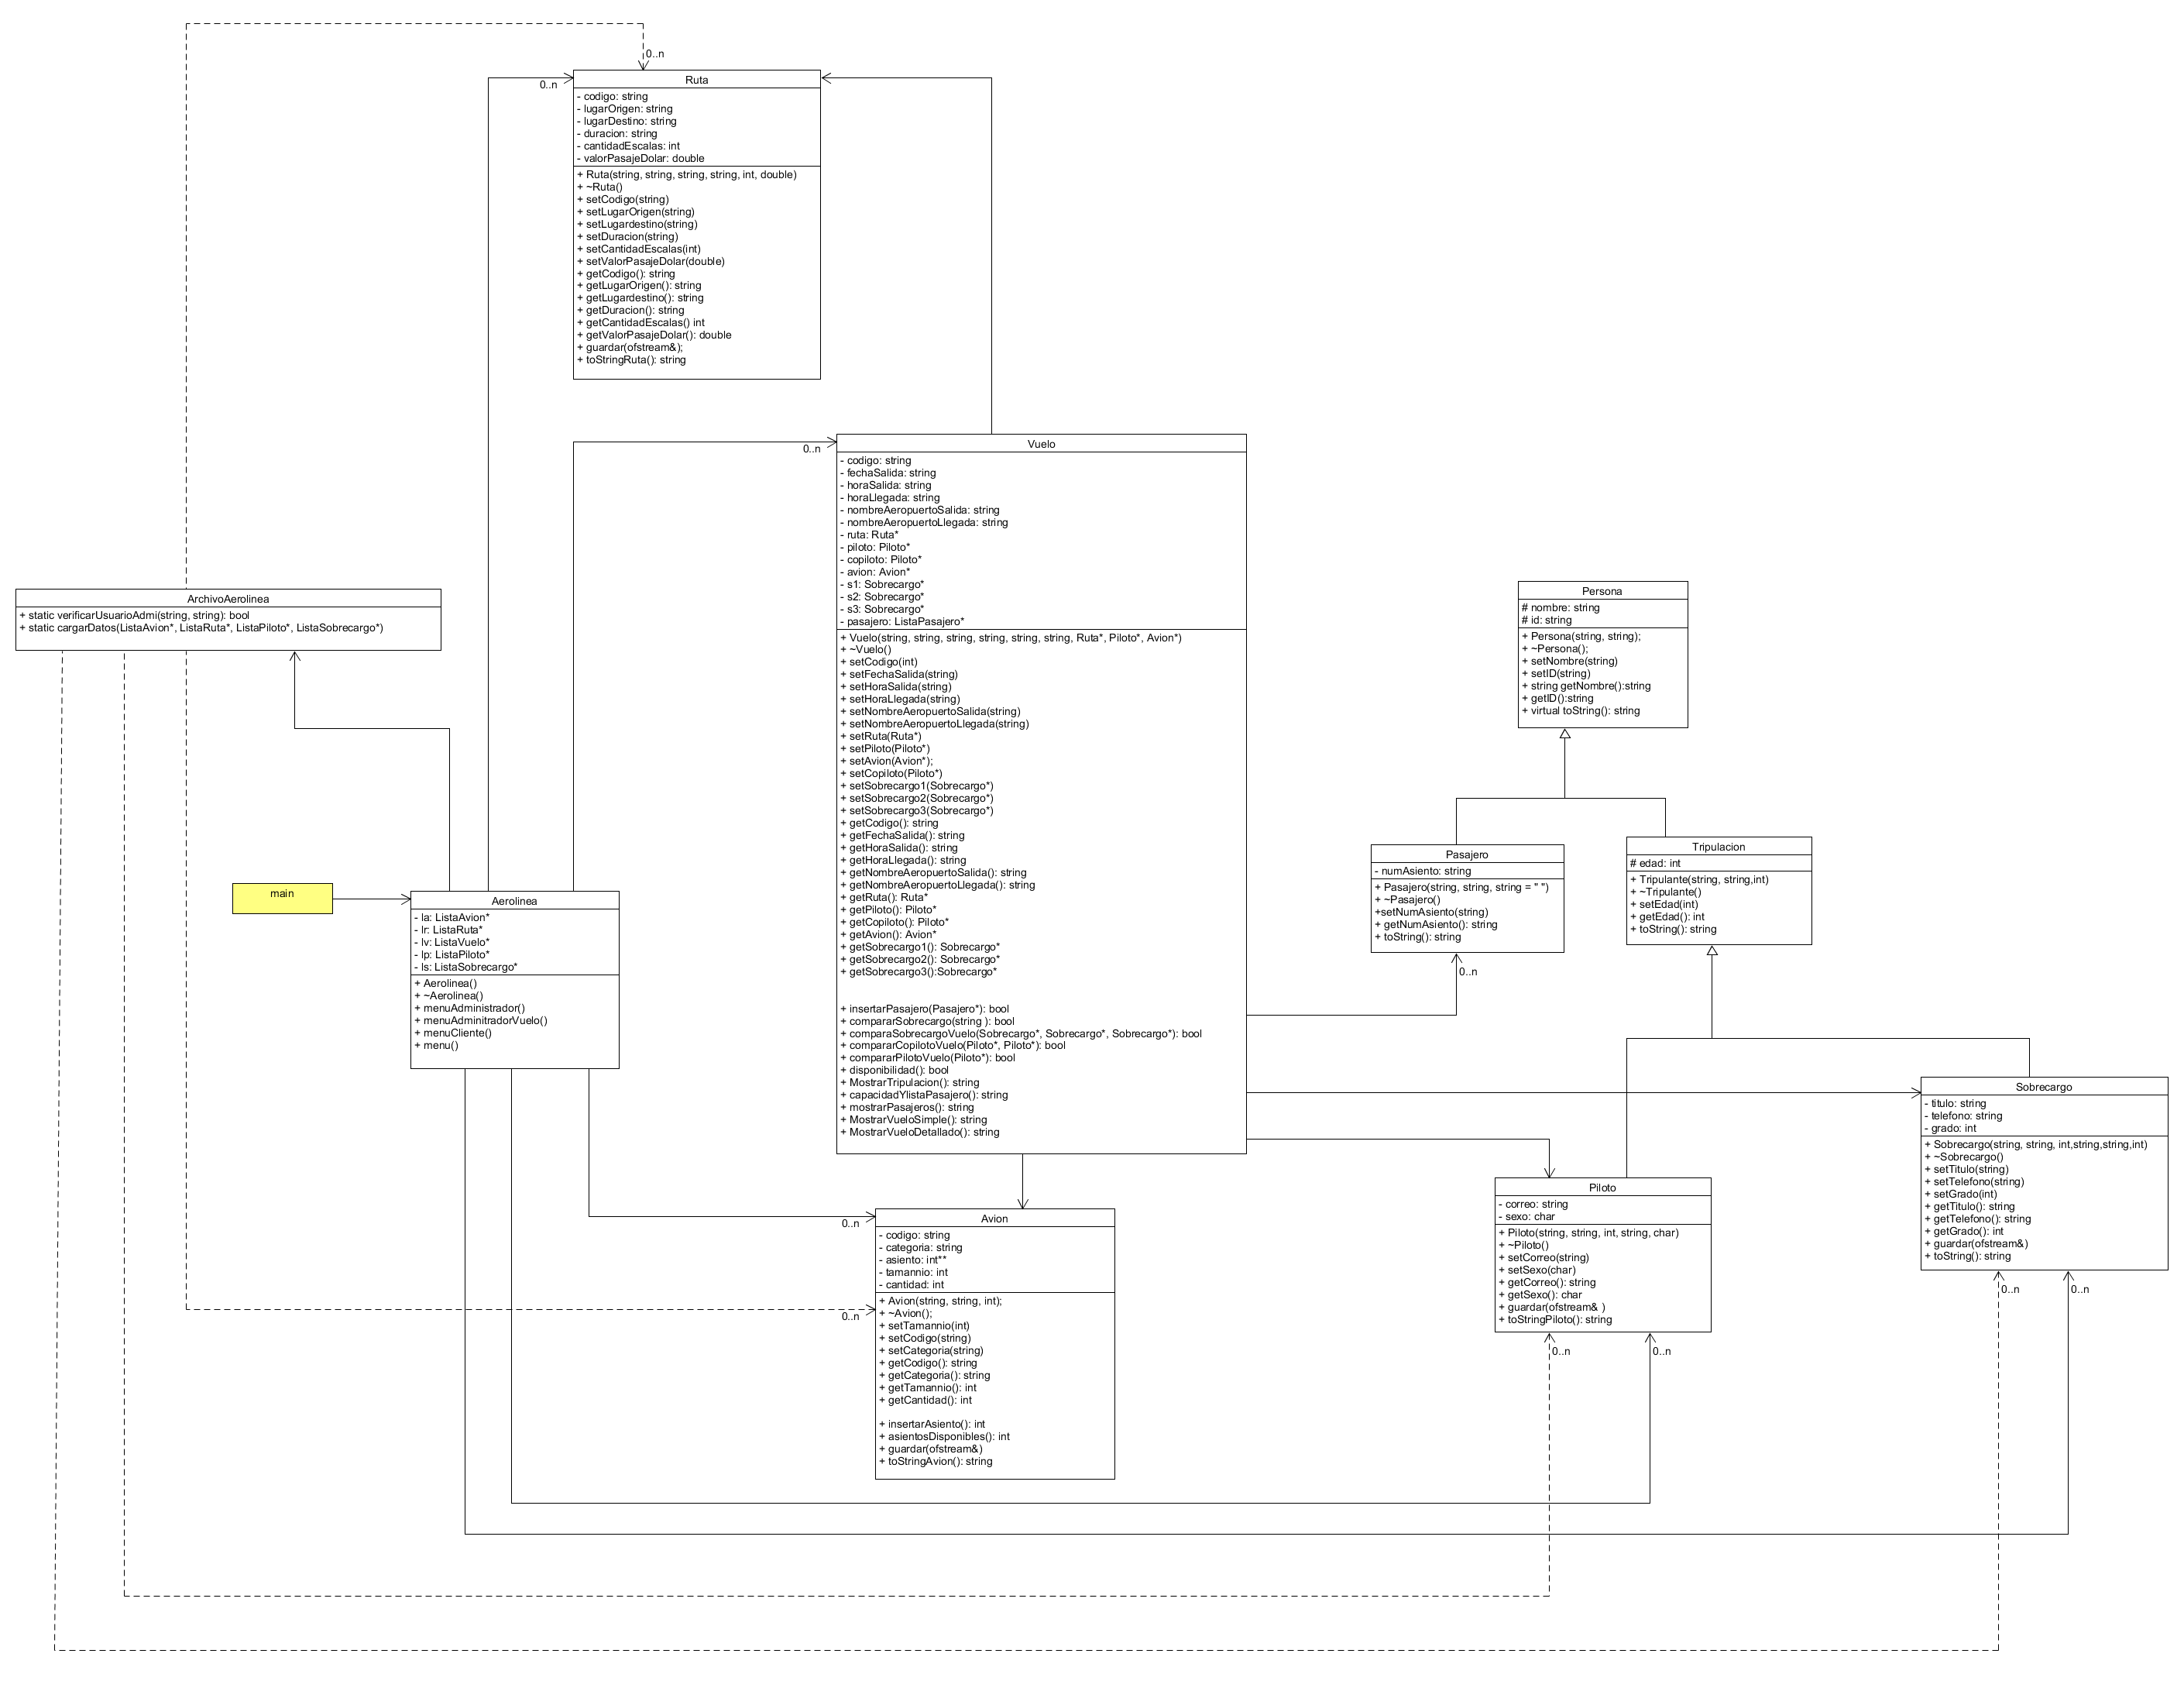 0..n
Ruta
0..n
- codigo: string
- lugarOrigen: string
- lugarDestino: string
- duracion: string
- cantidadEscalas: int
- valorPasajeDolar: double
+ Ruta(string, string, string, string, int, double)
+ ~Ruta()
+ setCodigo(string)
+ setLugarOrigen(string)
+ setLugardestino(string)
+ setDuracion(string)
+ setCantidadEscalas(int)
+ setValorPasajeDolar(double)
+ getCodigo(): string
+ getLugarOrigen(): string
+ getLugardestino(): string
+ getDuracion(): string
+ getCantidadEscalas() int
+ getValorPasajeDolar(): double
+ guardar(ofstream&);
+ toStringRuta(): string
0..n
Vuelo
- codigo: string
- fechaSalida: string
- horaSalida: string
- horaLlegada: string
- nombreAeropuertoSalida: string
- nombreAeropuertoLlegada: string
- ruta: Ruta*
- piloto: Piloto*
- copiloto: Piloto*
- avion: Avion*
- s1: Sobrecargo*
- s2: Sobrecargo*
- s3: Sobrecargo*
- pasajero: ListaPasajero*
+ Vuelo(string, string, string, string, string, string, Ruta*, Piloto*, Avion*)
+ ~Vuelo()
+ setCodigo(int)
+ setFechaSalida(string)
+ setHoraSalida(string)
+ setHoraLlegada(string)
+ setNombreAeropuertoSalida(string)
+ setNombreAeropuertoLlegada(string)
+ setRuta(Ruta*)
+ setPiloto(Piloto*)
+ setAvion(Avion*);
+ setCopiloto(Piloto*)
+ setSobrecargo1(Sobrecargo*)
+ setSobrecargo2(Sobrecargo*)
+ setSobrecargo3(Sobrecargo*)
+ getCodigo(): string
+ getFechaSalida(): string
+ getHoraSalida(): string
+ getHoraLlegada(): string
+ getNombreAeropuertoSalida(): string
+ getNombreAeropuertoLlegada(): string
+ getRuta(): Ruta*
+ getPiloto(): Piloto*
+ getCopiloto(): Piloto*
+ getAvion(): Avion*
+ getSobrecargo1(): Sobrecargo*
+ getSobrecargo2(): Sobrecargo*
+ getSobrecargo3():Sobrecargo*
+ insertarPasajero(Pasajero*): bool
+ compararSobrecargo(string ): bool
+ comparaSobrecargoVuelo(Sobrecargo*, Sobrecargo*, Sobrecargo*): bool
+ compararCopilotoVuelo(Piloto*, Piloto*): bool
+ compararPilotoVuelo(Piloto*): bool
+ disponibilidad(): bool
+ MostrarTripulacion(): string
+ capacidadYlistaPasajero(): string
+ mostrarPasajeros(): string
+ MostrarVueloSimple(): string
+ MostrarVueloDetallado(): string
ArchivoAerolinea
+ static verificarUsuarioAdmi(string, string): bool
+ static cargarDatos(ListaAvion*, ListaRuta*, ListaPiloto*, ListaSobrecargo*)
Persona
# nombre: string
# id: string
+ Persona(string, string);
+ ~Persona();
+ setNombre(string)
+ setID(string)
+ string getNombre():string
+ getID():string
+ virtual toString(): string
Pasajero
- numAsiento: string
+ Pasajero(string, string, string = " ")
+ ~Pasajero()
+setNumAsiento(string)
+ getNumAsiento(): string
+ toString(): string
0..n
Tripulacion
# edad: int
+ Tripulante(string, string,int)
+ ~Tripulante()
+ setEdad(int)
+ getEdad(): int
+ toString(): string
main
Aerolinea
- la: ListaAvion*
- lr: ListaRuta*
- lv: ListaVuelo*
- lp: ListaPiloto*
- ls: ListaSobrecargo*
+ Aerolinea()
+ ~Aerolinea()
+ menuAdministrador()
+ menuAdminitradorVuelo()
+ menuCliente()
+ menu()
Sobrecargo
- titulo: string
- telefono: string
- grado: int
+ Sobrecargo(string, string, int,string,string,int)
+ ~Sobrecargo()
+ setTitulo(string)
+ setTelefono(string)
+ setGrado(int)
+ getTitulo(): string
+ getTelefono(): string
+ getGrado(): int
+ guardar(ofstream&)
+ toString(): string
0..n
0..n
Piloto
- correo: string
- sexo: char
+ Piloto(string, string, int, string, char)
+ ~Piloto()
+ setCorreo(string)
+ setSexo(char)
+ getCorreo(): string
+ getSexo(): char
+ guardar(ofstream& )
+ toStringPiloto(): string
0..n
0..n
0..n
Avion
- codigo: string
- categoria: string
- asiento: int**
- tamannio: int
- cantidad: int
+ Avion(string, string, int);
0..n
+ ~Avion();
+ setTamannio(int)
+ setCodigo(string)
+ setCategoria(string)
+ getCodigo(): string
+ getCategoria(): string
+ getTamannio(): int
+ getCantidad(): int
+ insertarAsiento(): int
+ asientosDisponibles(): int
+ guardar(ofstream&)
+ toStringAvion(): string